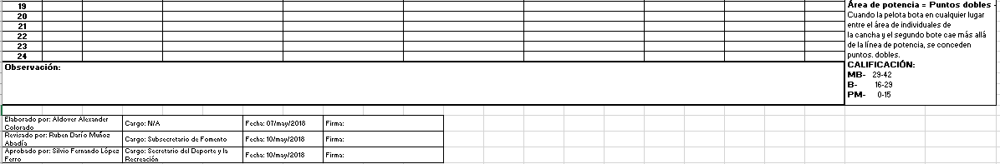 19
20
21
22
23
24
Observación:
Área de potencia = Puntos dobles -
Cuando la pelota bota en cualquier lugar
entre el área de individuales de
la cancha y el segundo bote cae más allá
de la línea de potencia, se conceden
puntos. dobles.
CALIFICACIÓN:
MB- 29-42
B- 16-29
PM- 0-15
Elaborado por: Aldover Alexander
Colorado
Cargo: N/A
Fecha: 07/may/2018
Firma:
Revisado por: Ruben Darío Muñoz
Abadía
Cargo: Subsecretario de Fomento
Fecha: 10/may/2018
Firma:
Aprobado por: Silvio Fernando López
Ferro
Cargo: Secretario del Deporte y la
Recreación
Fecha: 10/may/2018
Firma: